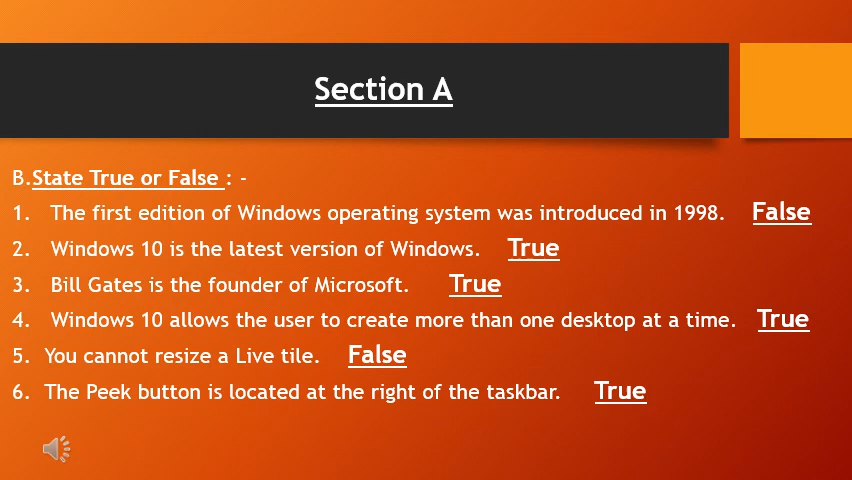 Section A
B.State True or False : -
1. The first edition of Windows operating system was introduced in 1998. False
2. Windows 10 is the latest version of Windows. True
3. Bill Gates is the founder of Microsoft. True
4. Windows 10 allows the user to create more than one desktop at a time. True
5. You cannot resize a Live tile. False
6. The Peek button is located at the right of the taskbar. True